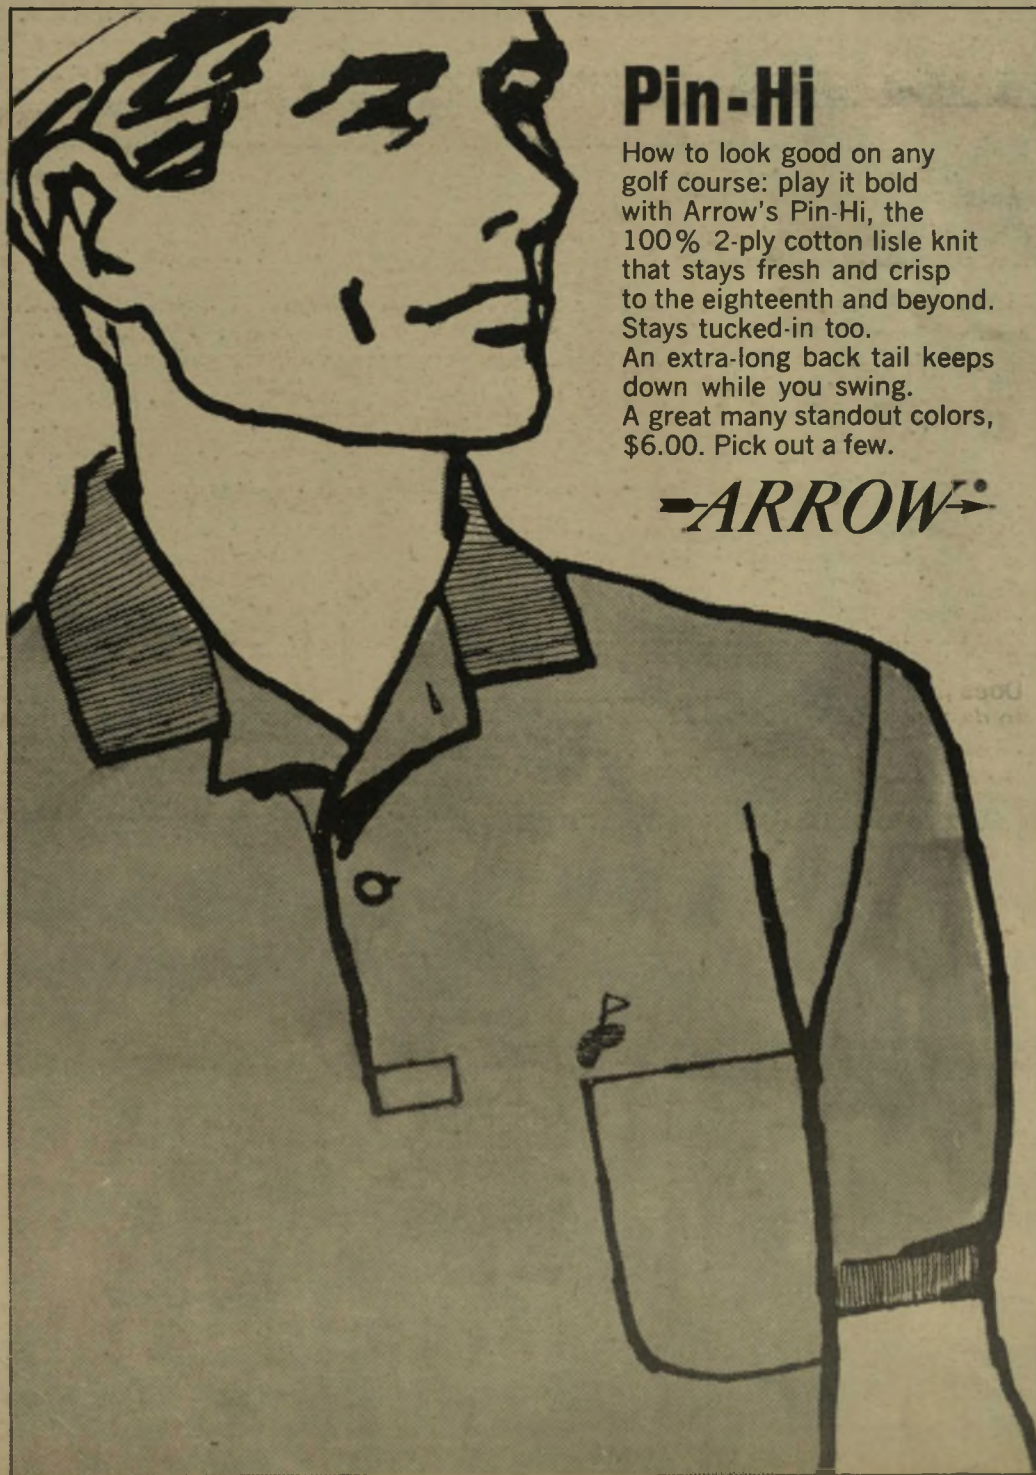 Pin-Hi
How to look good on any
golf course: play it bold
with Arrow's Pin-Hi, the
100% 2-ply cotton lisle knit
that stays fresh and crisp
to the eighteenth and beyond.
Stays tucked-in too.
An extra-long back tail keeps
down while you swing.
A great many standout colors,
$6.00. Pick out a few.
ARROW